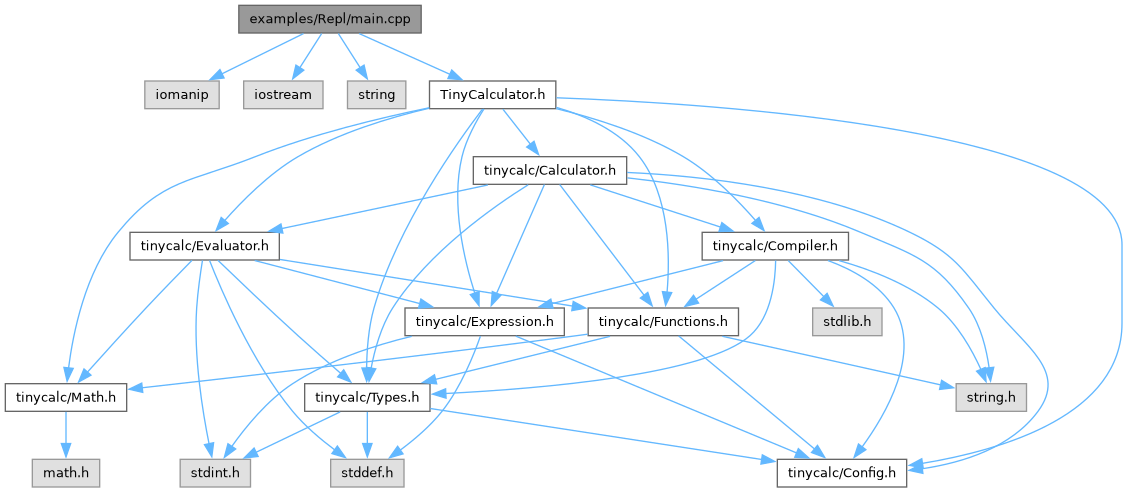 examples/Repl/main.cpp
iomanip
iostream
string
TinyCalculator.h
tinycalc/Calculator.h
tinycalc/Evaluator.h
tinycalc/Compiler.h
tinycalc/Expression.h
tinycalc/Functions.h
stdlib.h
tinycalc/Math.h
tinycalc/Types.h
string.h
math.h
stdint.h
stddef.h
tinycalc/Config.h